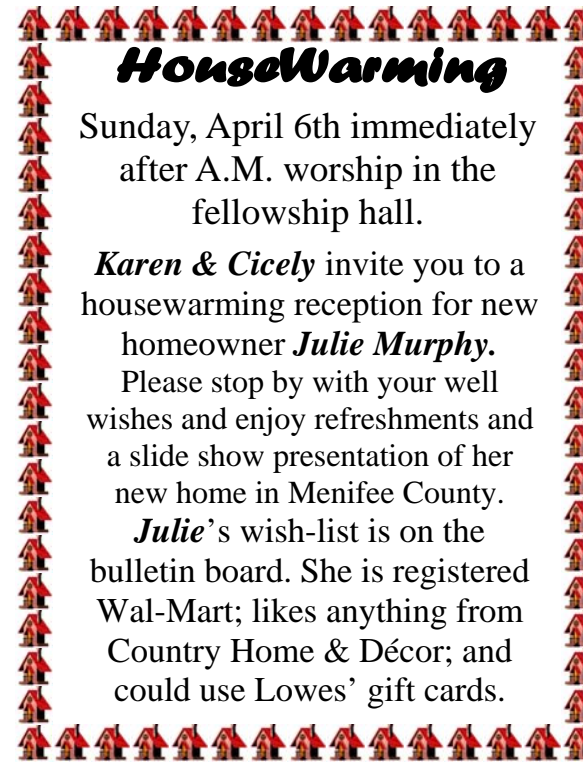 HouseWarming
Sunday, April 6th immediately
after A.M. worship in the
fellowship hall.
Karen & Cicely invite you to a
housewarming reception for new
homeowner Julie Murphy.
Please stop by with your well
wishes and enjoy refreshments and
a slide show presentation of her
new home in Menifee County.
Julie’s wish-list is on the
bulletin board. She is registered
Wal-Mart; likes anything from
Country Home & Décor; and
could use Lowes’ gift cards.